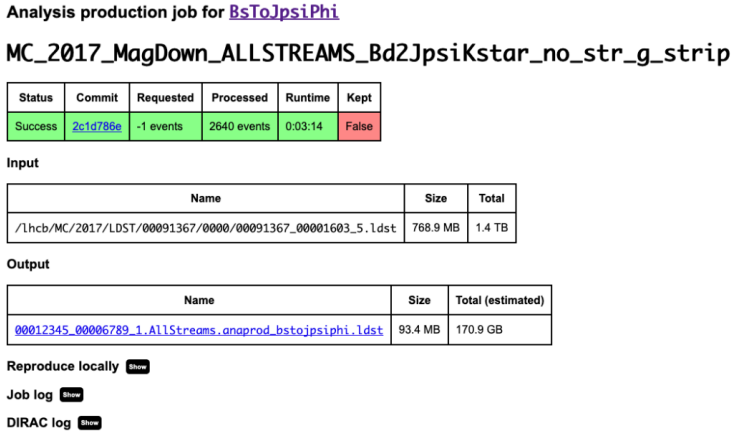 Analysis production job for BsToJpsiPhi
MC_2017_MagDown_ALLSTREAMS_Bd2JpsiKstar_no_str_g_strip
Status Commit Requested Processed Runtime Kept
Success 2c1d786e -1 events 2640 events 0:03:14 False
Input
Name Size Total
/lhcb/MC/2017/LDST/00091367/0000/00091367_00001603_5.ldst 768.9 MB 1.4 TB
Output
Name Size Total (estimated)
00012345_00006789_1.AllStreams.anaprod_bstojpsiphi.ldst 93.4 MB 170.9 GB
Reproduce locally Show
Job log Show
DIRAC log Show